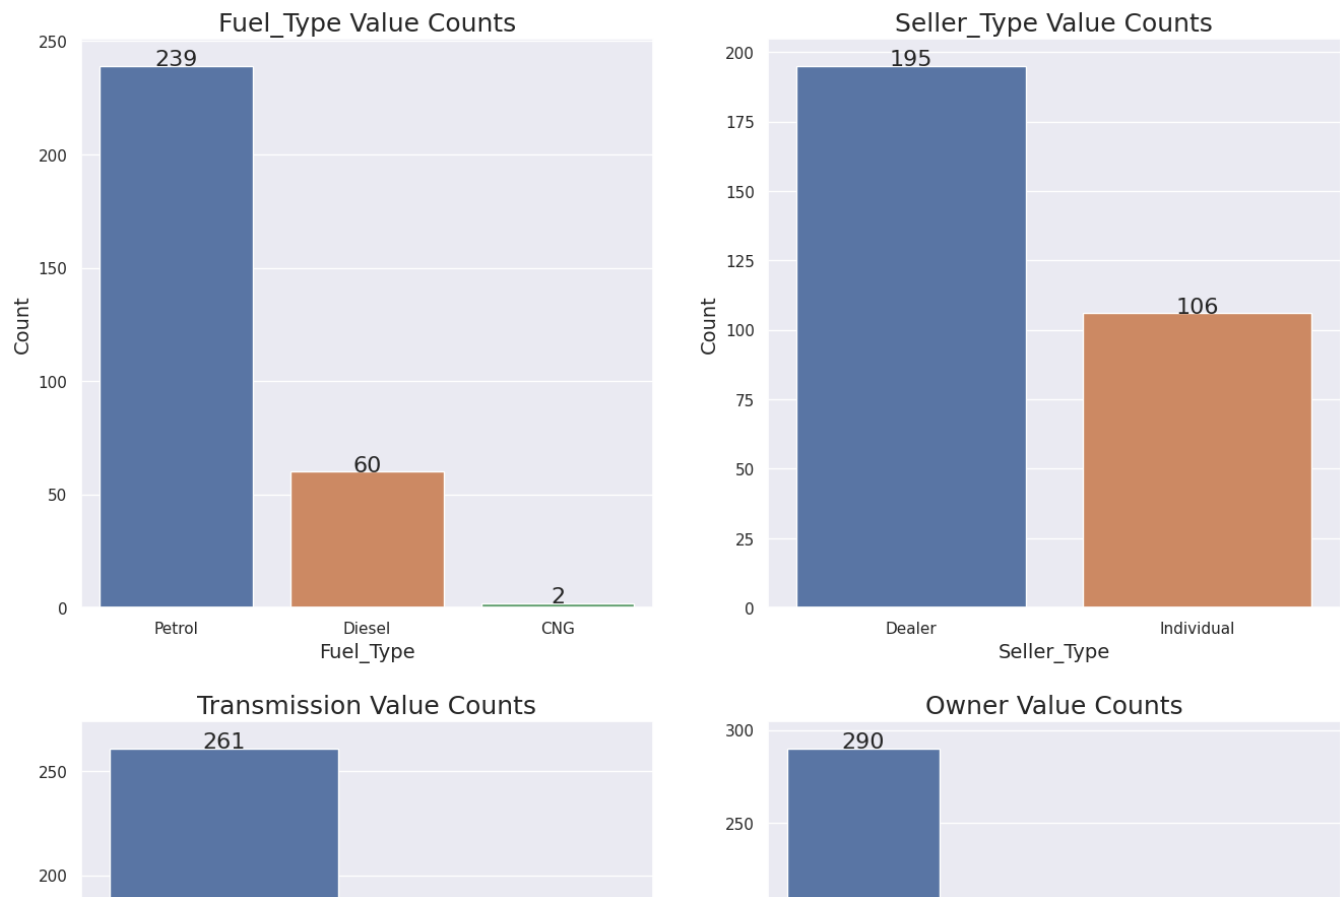 Fuel_Type Value Counts
250
239
200
150
Count
100
60
50
2
0
Petrol Diesel CNG
Fuel_Type
Seller_Type Value Counts
200
195
175
150
125
Count
106
100
75
50
25
0
Dealer Individual
Seller_Type
Transmission Value Counts
261
250
200
Owner Value Counts
300
290
250